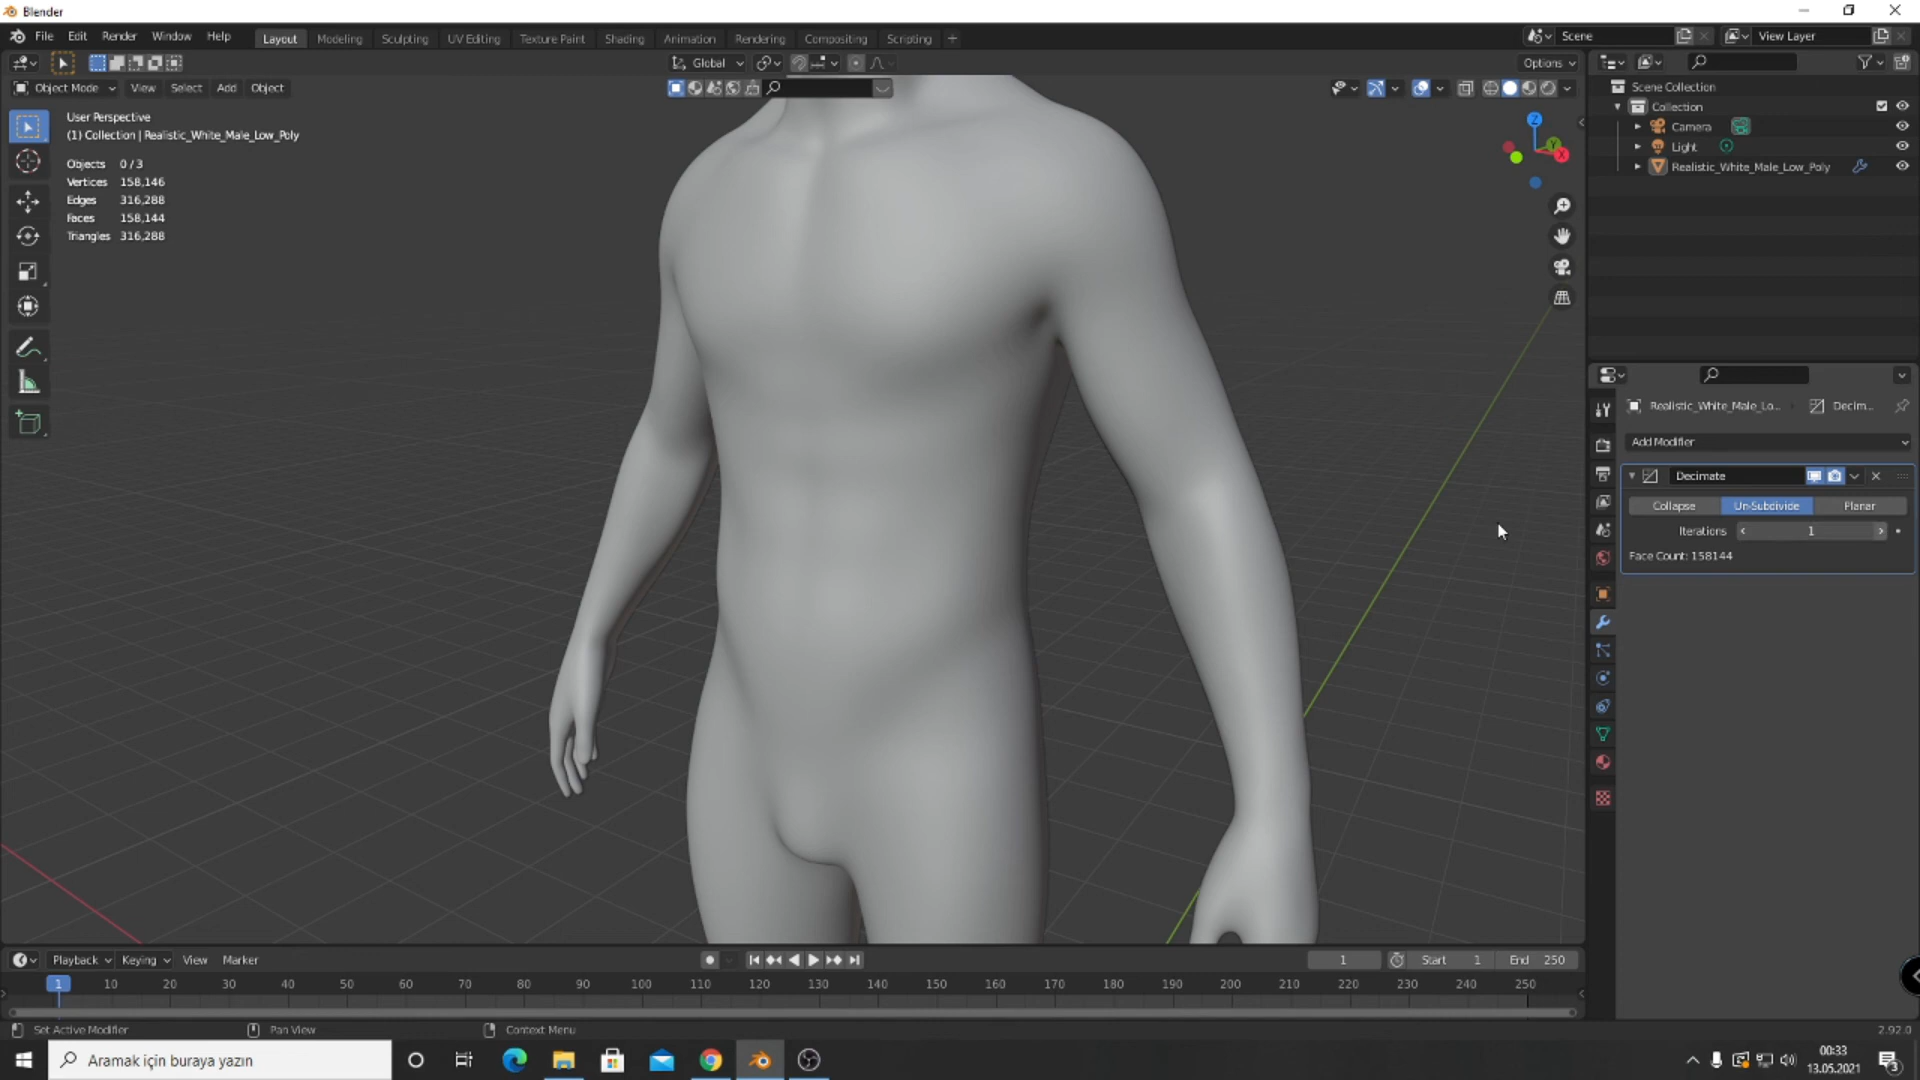 Blender
File Edit Render Window Help
Layout Modeling Sculpting UV Editing Texture Paint Shading Animation Rendering Compositing Scripting +
Scene
View Layer
Global
Options
Object Mode View Select Add Object
User Perspective
(1) Collection | Realistic_White_Male_Low_Poly
Objects 0/3
Vertices 158,146
Edges 316,288
Faces 158,144
Triangles 316,288
Z
Y
X
Scene Collection
Collection
Camera
Light
Realistic_White_Male_Low_Poly
Realistic_White_Male_Lo... Decim...
Add Modifier
Decimate
Collapse Un-Subdivide Planar
Iterations 1
Face Count: 158144
Playback Keying View Marker
1 Start 1 End 250
1 10 20 30 40 50 60 70 80 90 100 110 120 130 140 150 160 170 180 190 200 210 220 230 240 250
Set Active Modifier Pan View Context Menu
2.92.0
Aramak için buraya yazın
00:33
13.05.2021
3